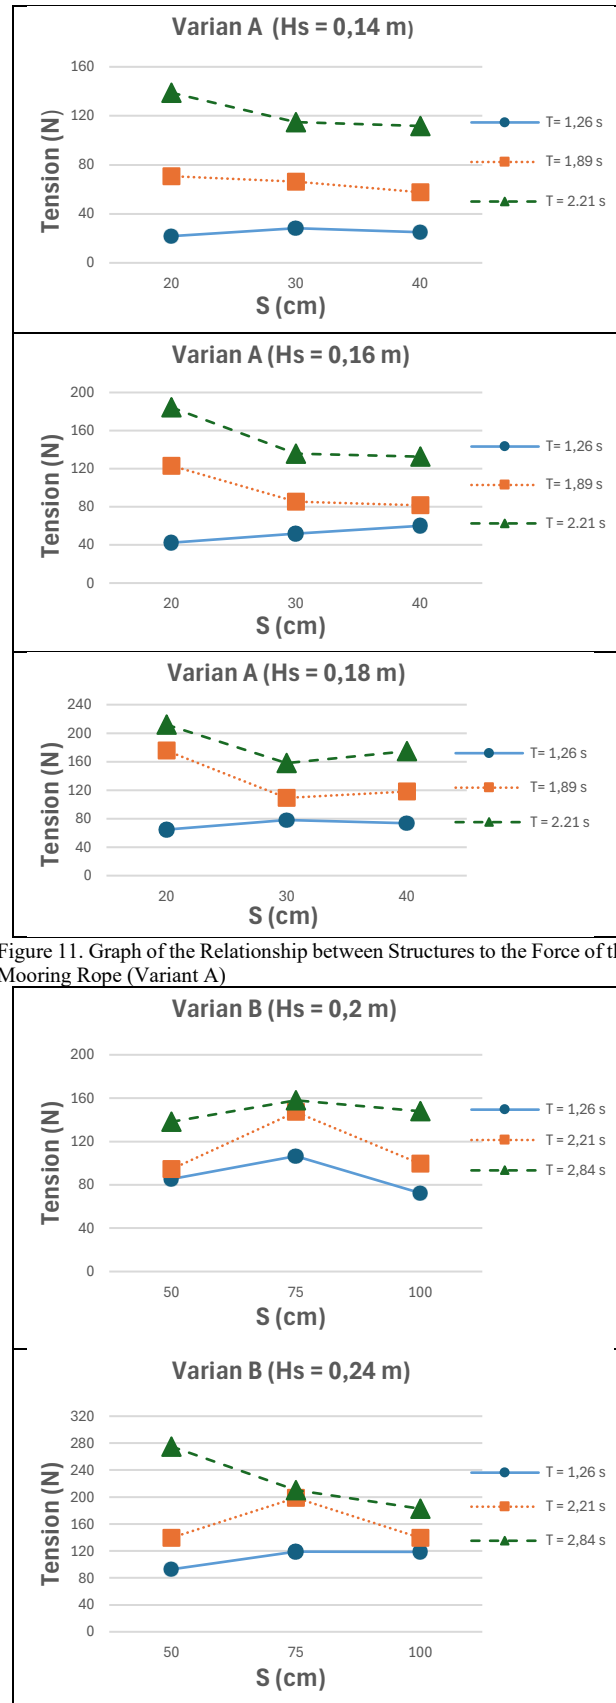 Varian A  (Hs = 0,14 m)
160
120
80
40
0
Tension (N)
20 30 40
S (cm)
T= 1,26 s
T= 1,89 s
T = 2.21 s
Varian A (Hs = 0,16 m)
200
160
120
80
40
0
Tension (N)
20 30 40
S (cm)
T= 1,26 s
T= 1,89 s
T = 2.21 s
Varian A (Hs = 0,18 m)
240
200
160
120
80
40
0
Tension (N)
20 30 40
S (cm)
T= 1,26 s
T= 1,89 s
T = 2.21 s
Figure 11. Graph of the Relationship between Structures to the Force of
Mooring Rope (Variant A)
Varian B (Hs = 0,2 m)
200
160
120
80
40
0
Tension (N)
50 75 100
S (cm)
T = 1,26 s
T = 2,21 s
T = 2,84 s
Varian B (Hs = 0,24 m)
320
280
240
200
160
120
80
40
0
Tension (N)
50 75 100
S (cm)
T = 1,26 s
T = 2,21 s
T = 2,84 s